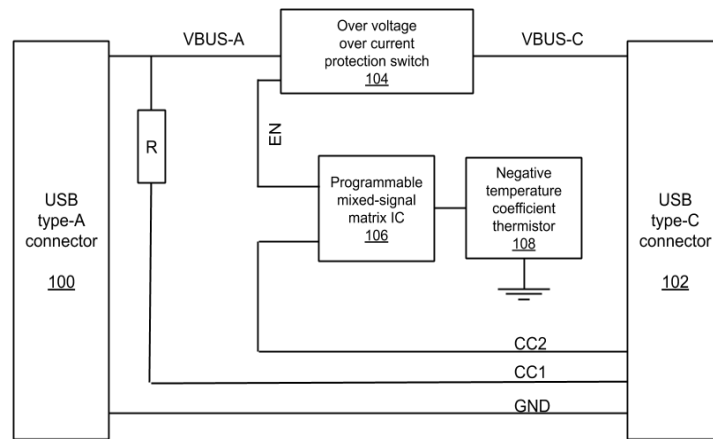 VBUS-A
Over voltage
over current
protection switch
104
VBUS-C
EN
R
USB
type-A
connector
100
Programmable
mixed-signal
matrix IC
106
Negative
temperature
coefficient
thermistor
108
USB
type-C
connector
102
CC2
CC1
GND